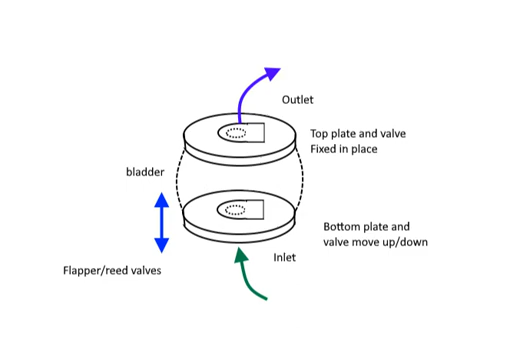 Outlet
Top plate and valve
Fixed in place
bladder
Bottom plate and
valve move up/down
Inlet
Flapper/reed valves